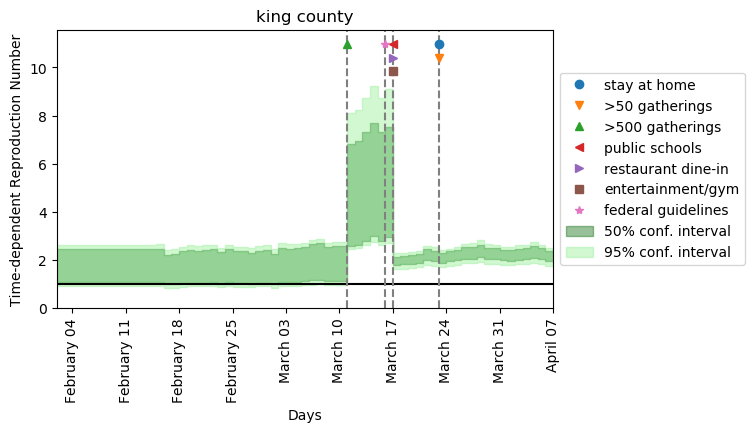 king county
Time-dependent Reproduction Number
10
8
6
4
2
0
February 04
February 11
February 18
February 25
March 03
March 10
March 17
March 24
March 31
April 07
Days
stay at home
>50 gatherings
>500 gatherings
public schools
restaurant dine-in
entertainment/gym
federal guidelines
50% conf. interval
95% conf. interval